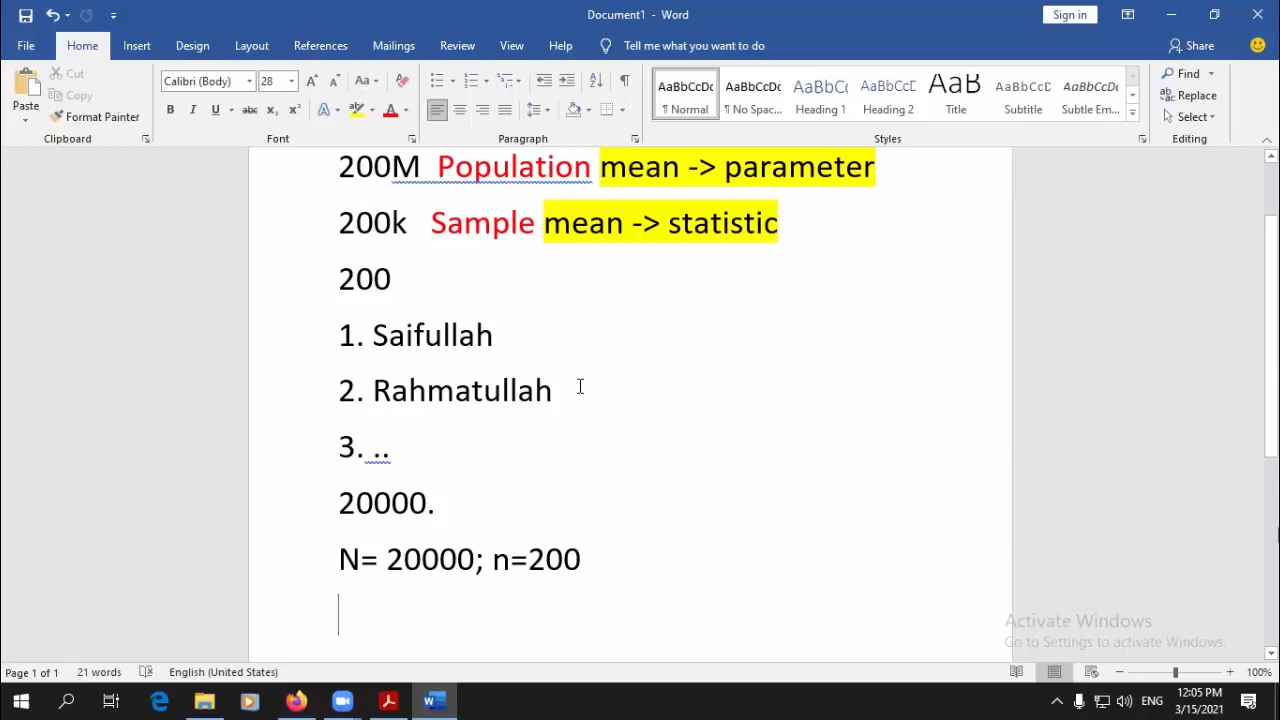 Document1 - Word
Sign in
File Home Insert Design Layout References Mailings Review View Help Tell me what you want to do Share
Paste
Cut
Copy
Format Painter
Clipboard
Calibri (Body) 28
Font
Paragraph
AaBbCcDc AaBbCcDc AaBbCc AaBbCcC AaB AaBbCcD AaBbCcDc
¶ Normal ¶ No Spac... Heading 1 Heading 2 Title Subtitle Subtle Em...
Styles
Find
Replace
Select
Editing
200M Population mean -> parameter
200k Sample mean -> statistic
200
1. Saifullah
2. Rahmatullah
3. ..
20000.
N= 20000; n=200
Activate Windows
Go to Settings to activate Windows.
Page 1 of 1 21 words English (United States) 100%
ENG 12:05 PM
3/15/2021